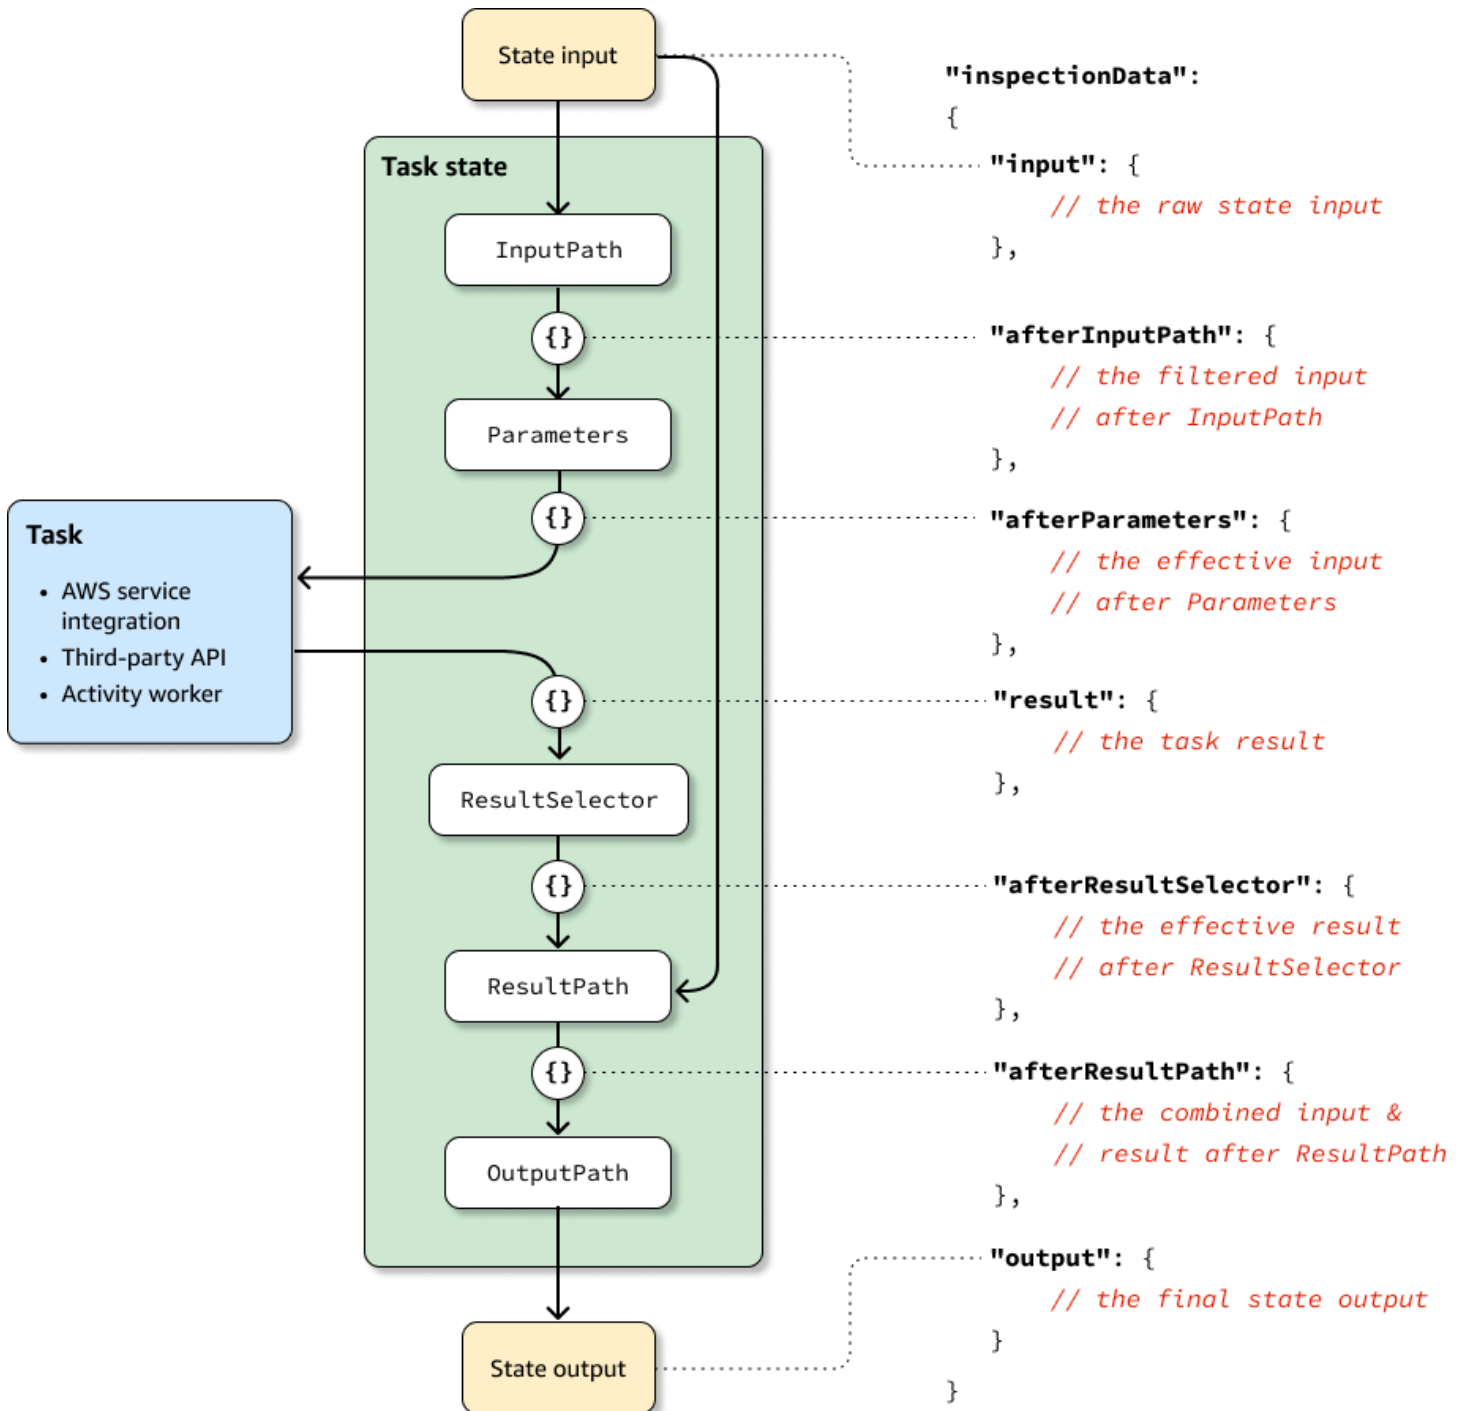 State input
Task state
InputPath
{}
Parameters
{}
Task
• AWS service
integration
• Third-party API
• Activity worker
{}
ResultSelector
{}
ResultPath
{}
OutputPath
State output
"inspectionData":
{
"input": {
// the raw state input
},
"afterInputPath": {
// the filtered input
// after InputPath
},
"afterParameters": {
// the effective input
// after Parameters
},
"result": {
// the task result
},
"afterResultSelector": {
// the effective result
// after ResultSelector
},
"afterResultPath": {
// the combined input &
// result after ResultPath
},
"output": {
// the final state output
}
}